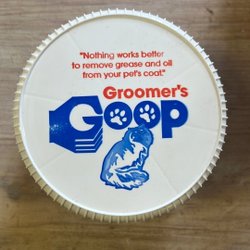 "Nothing works better
to remove grease and oil
from your pet's coat."
Groomer's
GOOP